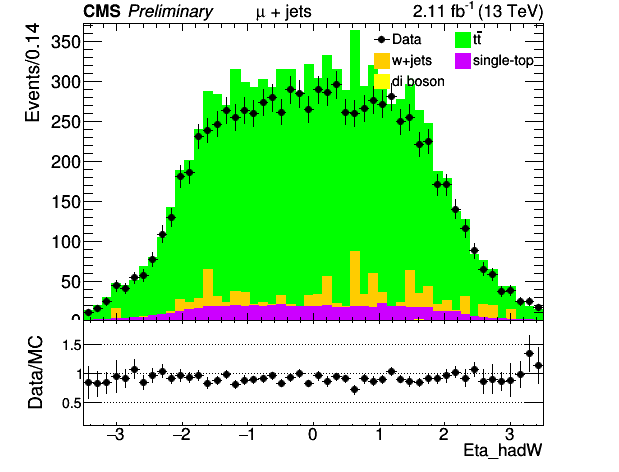 CMS Preliminary μ + jets 2.11 fb⁻¹ (13 TeV)
Events/0.14
350
300
250
200
150
100
50
0
Data
tt̄
w+jets
single-top
di boson
Data/MC
1.5
1
0.5
−3 −2 −1 0 1 2 3
Eta_hadW